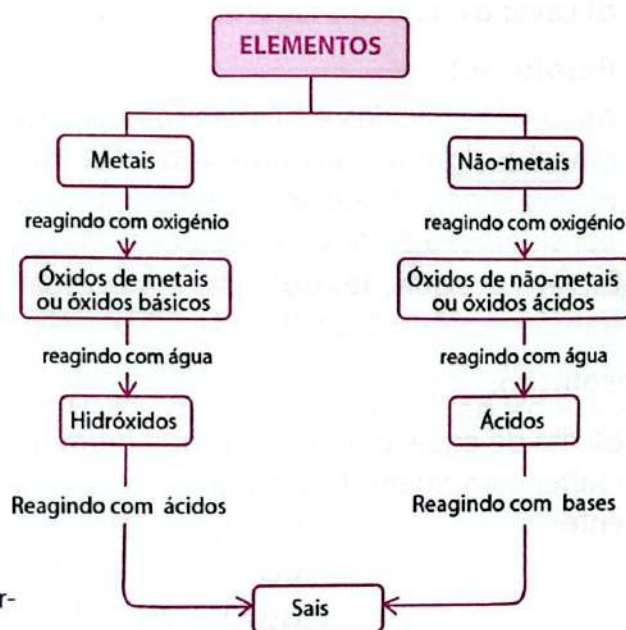 ELEMENTOS
Metais
Não-metais
reagindo com oxigénio
reagindo com oxigénio
Óxidos de metais
ou óxidos básicos
Óxidos de não-metais
ou óxidos ácidos
reagindo com água
reagindo com água
Hidróxidos
Ácidos
Reagindo com ácidos
Reagindo com bases
Sais
r-